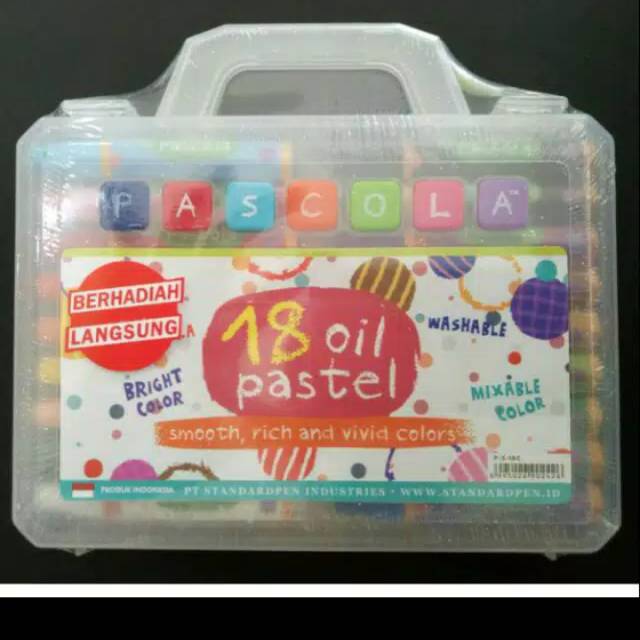 PASCOLA™
BERHADIAH
LANGSUNG
18 oil
pastel
WASHABLE
BRIGHT
COLOR
MIXABLE
COLOR
smooth, rich and vivid colors
PRODUK INDONESIA PT STANDARDPEN INDUSTRIES · WWW.STANDARDPEN.ID